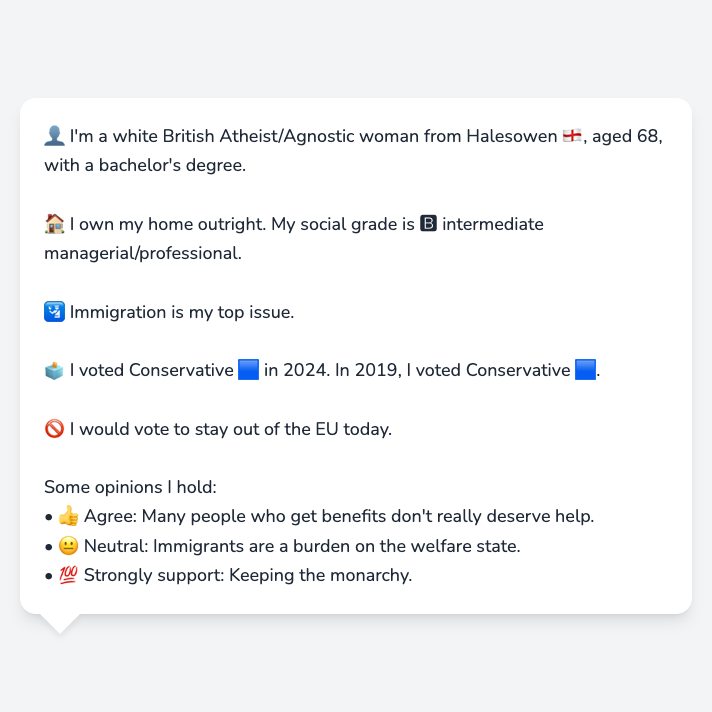 👤 I'm a white British Atheist/Agnostic woman from Halesowen 🏴󠁧󠁢󠁥󠁮󠁧󠁿, aged 68,
with a bachelor's degree.
🏠 I own my home outright. My social grade is 🅱 intermediate
managerial/professional.
🛂 Immigration is my top issue.
🗳️ I voted Conservative 🟦 in 2024. In 2019, I voted Conservative 🟦.
🚫 I would vote to stay out of the EU today.
Some opinions I hold:
• 👍 Agree: Many people who get benefits don't really deserve help.
• 😐 Neutral: Immigrants are a burden on the welfare state.
• 💯 Strongly support: Keeping the monarchy.